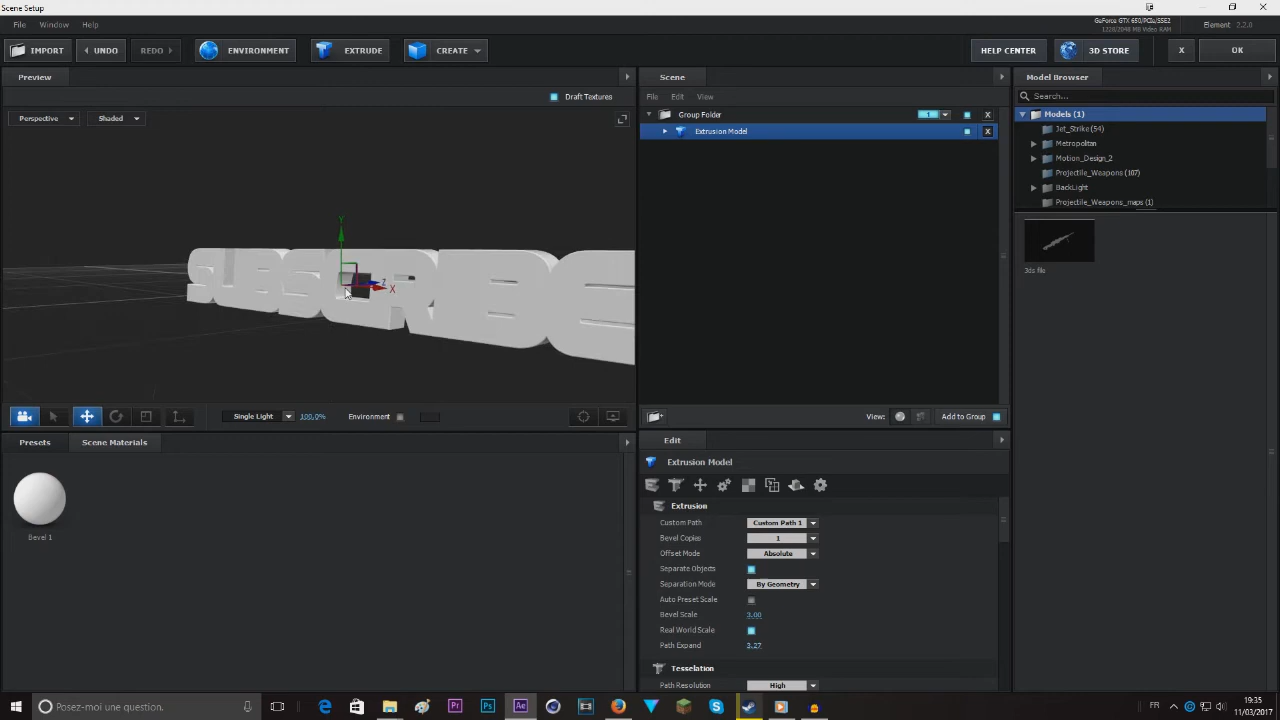 Scene Setup
File Window Help
GeForce GTX 650/PCIe/SSE2
1228/2048 MB Video RAM
Element 2.2.0
IMPORT UNDO REDO ENVIRONMENT EXTRUDE CREATE HELP CENTER 3D STORE X OK
Preview
Draft Textures
Perspective Shaded
Y
Z
X
SUBSCRIBE
Single Light 100.0% Environment
Presets Scene Materials
Bevel 1
Scene
File Edit View
Group Folder 1 X
Extrusion Model X
View: Add to Group
Edit
Extrusion Model
Extrusion
Custom Path Custom Path 1
Bevel Copies 1
Offset Mode Absolute
Separate Objects
Separation Mode By Geometry
Auto Preset Scale
Bevel Scale 3.00
Real World Scale
Path Expand 3.27
Tesselation
Path Resolution High
Model Browser
Search...
Models (1)
Jet_Strike (54)
Metropolitan
Motion_Design_2
Projectile_Weapons (107)
BackLight
Projectile_Weapons_maps (1)
3ds file
Posez-moi une question.
FR 19:35
11/03/2017